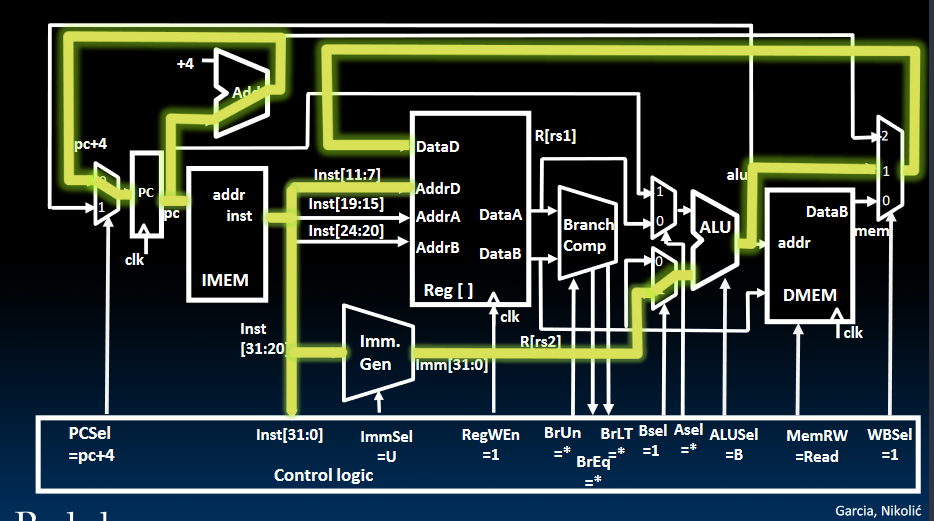 +4
Add
pc+4
0
1
PC
pc
clk
addr
inst
IMEM
Inst[11:7]
Inst[19:15]
Inst[24:20]
DataD
AddrD
AddrA
AddrB
DataA
DataB
Reg [ ]
clk
R[rs1]
Branch
Comp
1
0
0
ALU
alu
2
1
0
DataB
mem
addr
DMEM
clk
Inst
[31:20]
Imm.
Gen
Imm[31:0]
R[rs2]
PCSel
=pc+4
Inst[31:0]
ImmSel
=U
RegWEn
=1
BrUn
=*
BrEq
=*
BrLT
=*
Bsel
=1
Asel
=*
ALUSel
=B
MemRW
=Read
WBSel
=1
Control logic
Garcia, Nikolić